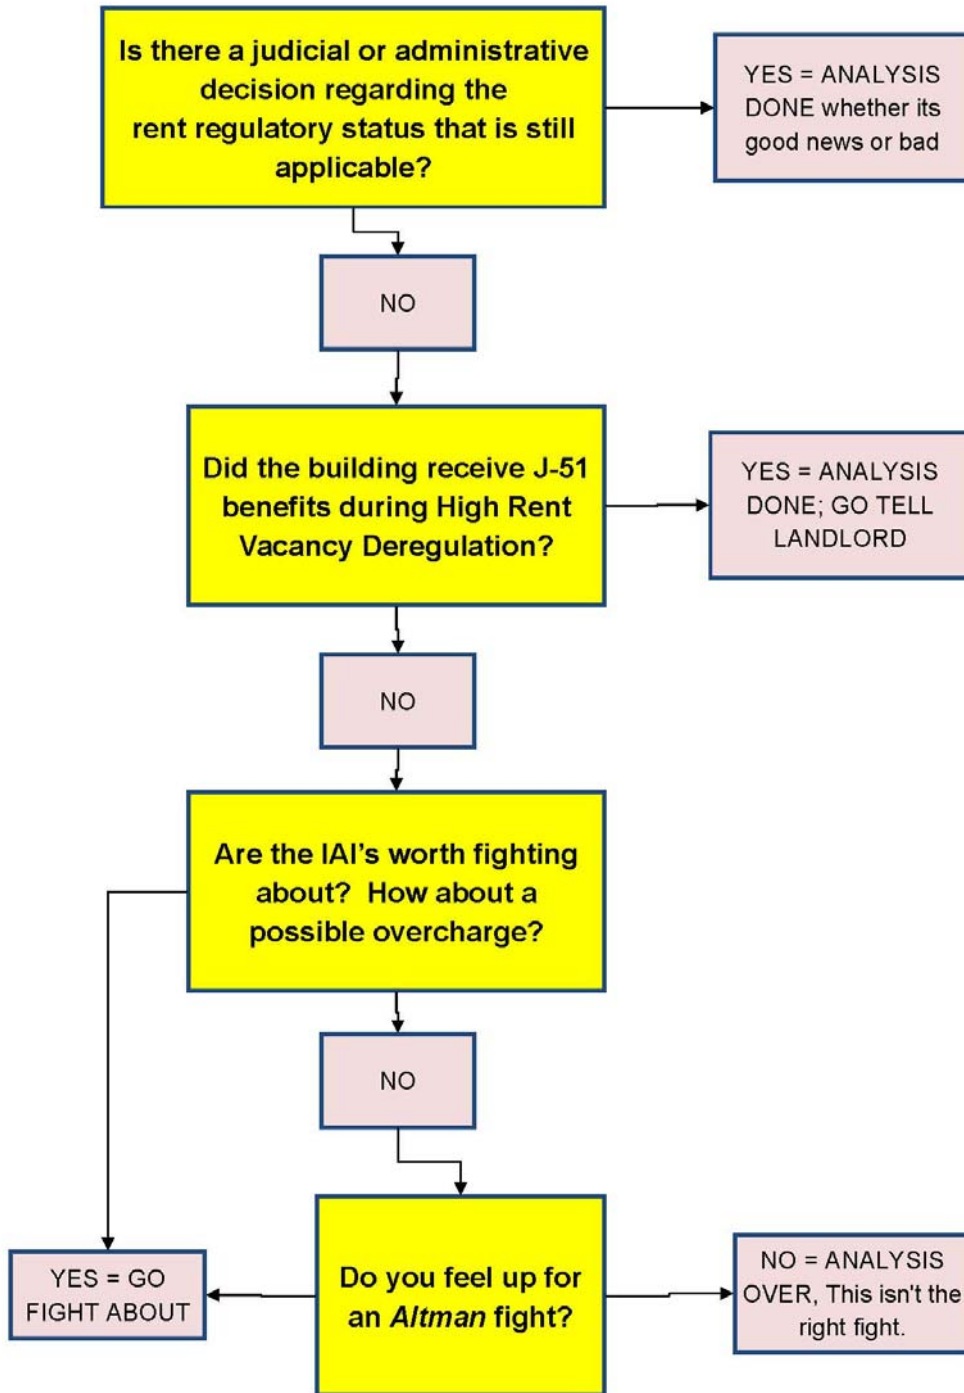 Is there a judicial or administrative
decision regarding the
rent regulatory status that is still
applicable?
YES = ANALYSIS
DONE whether its
good news or bad
NO
Did the building receive J-51
benefits during High Rent
Vacancy Deregulation?
YES = ANALYSIS
DONE; GO TELL
LANDLORD
NO
Are the IAI's worth fighting
about? How about a
possible overcharge?
NO
YES = GO
FIGHT ABOUT
Do you feel up for
an Altman fight?
NO = ANALYSIS
OVER, This isn't the
right fight.